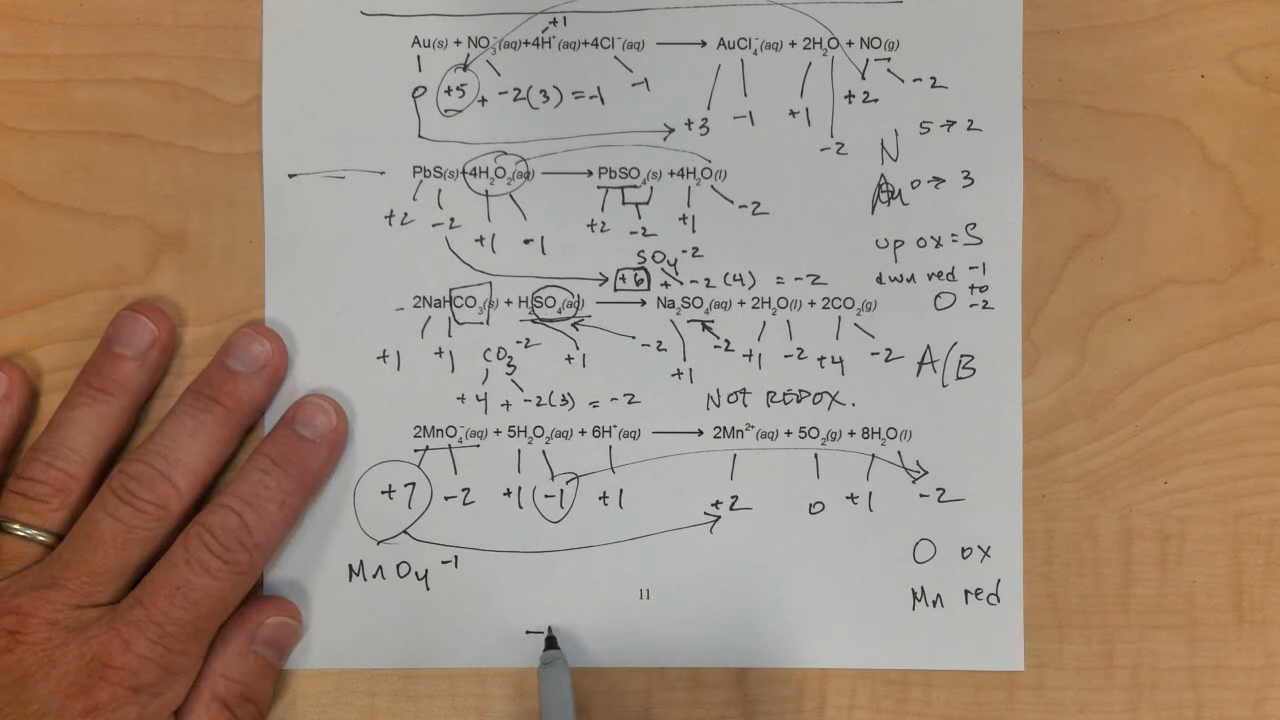 +1
Au(s) + NO₃⁻(aq)+4H⁺(aq)+4Cl⁻(aq) ⟶ AuCl₄⁻(aq) + 2H₂O + NO(g)
0 +5 + -2(3) = -1 -1 +3 -1 +1 -2 +2 -2
N 5→2
Au 0→3
PbS(s)+4H₂O₂(aq) ⟶ PbSO₄(s) +4H₂O(l)
+2 -2 +1 -1 +2 -2 +1 -2
up ox = S
SO₄⁻²
+6 + -2(4) = -2
dwn red -1
to
O -2
2NaHCO₃(s) + H₂SO₄(aq) ⟶ Na₂SO₄(aq) + 2H₂O(l) + 2CO₂(g)
+1 +1 CO₃⁻² +1 -2 +1 -2 +1 -2 +4 -2
A/B
+4 + -2(3) = -2 NOT REDOX.
2MnO₄⁻(aq) + 5H₂O₂(aq) + 6H⁺(aq) ⟶ 2Mn²⁺(aq) + 5O₂(g) + 8H₂O(l)
+7 -2 +1 -1 +1 +2 0 +1 -2
MnO₄⁻¹
O ox
Mn red
11